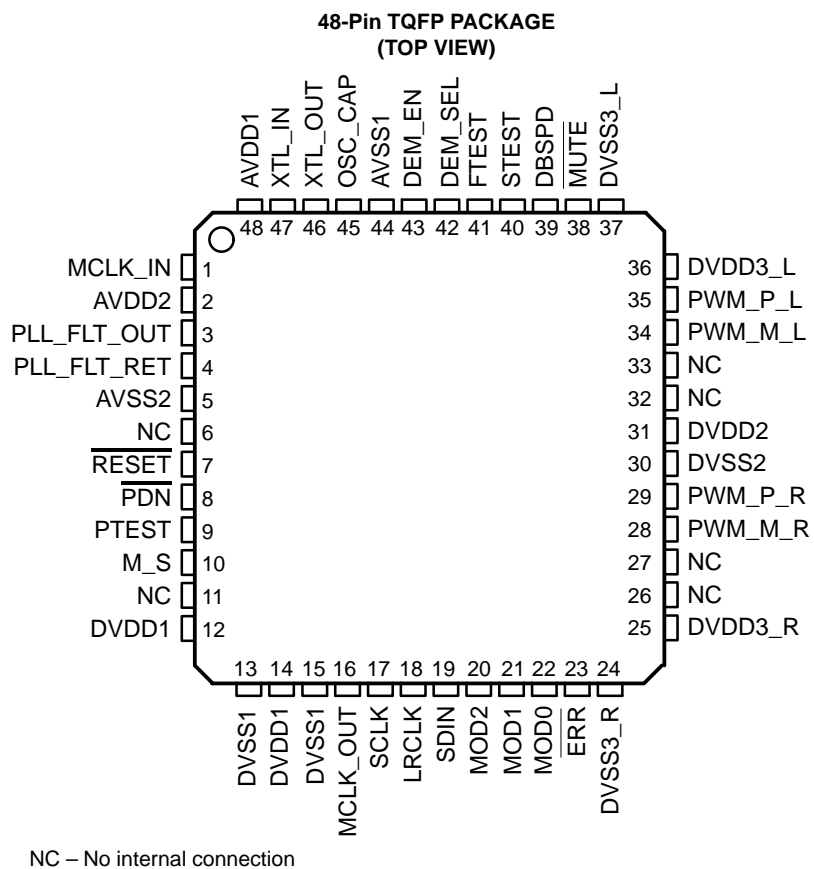 48-Pin TQFP PACKAGE
(TOP VIEW)
AVDD1
XTL_IN
XTL_OUT
OSC_CAP
AVSS1
DEM_EN
DEM_SEL
FTEST
STEST
DBSPD
MUTE
DVSS3_L
48 47 46 45 44 43 42 41 40 39 38 37
MCLK_IN 1
AVDD2 2
PLL_FLT_OUT 3
PLL_FLT_RET 4
AVSS2 5
NC 6
RESET 7
PDN 8
PTEST 9
M_S 10
NC 11
DVDD1 12
36 DVDD3_L
35 PWM_P_L
34 PWM_M_L
33 NC
32 NC
31 DVDD2
30 DVSS2
29 PWM_P_R
28 PWM_M_R
27 NC
26 NC
25 DVDD3_R
13 14 15 16 17 18 19 20 21 22 23 24
DVSS1
DVDD1
DVSS1
MCLK_OUT
SCLK
LRCLK
SDIN
MOD2
MOD1
MOD0
ERR
DVSS3_R
NC – No internal connection